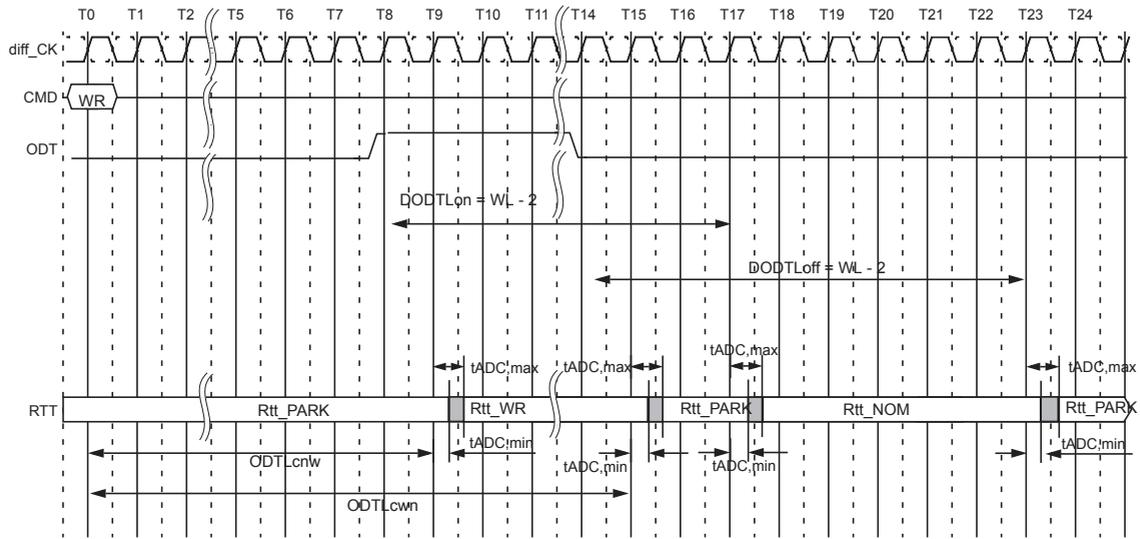 T0 T1 T2 T5 T6 T7 T8 T9 T10 T11 T14 T15 T16 T17 T18 T19 T20 T21 T22 T23 T24
diff_CK
CMD WR
ODT
DODTLon = WL - 2
DODTLoff = WL - 2
tADC,max tADC,max tADC,max tADC,max
RTT Rtt_PARK Rtt_WR Rtt_PARK Rtt_NOM Rtt_PARK
tADC,min tADC,min tADC,min tADC,min
ODTLcnw
ODTLcwn